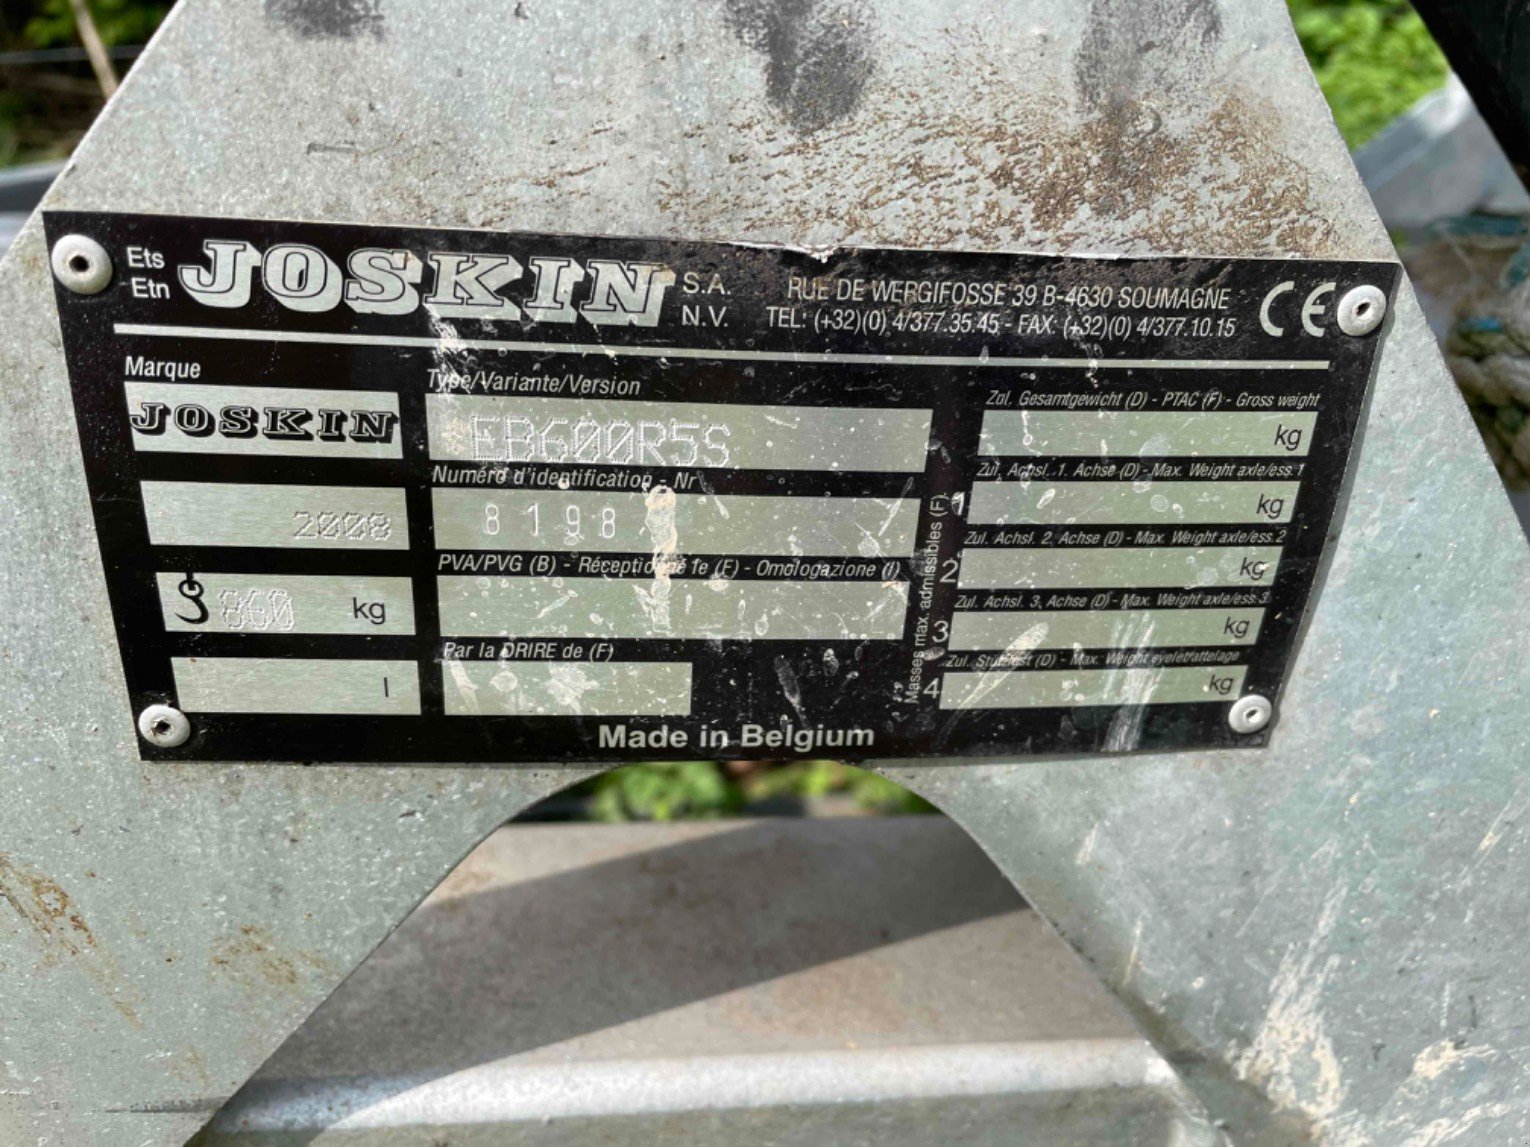 Ets
Etn
JOSKIN
S.A.
N.V.
RUE DE WERGIFOSSE 39 B-4630 SOUMAGNE
TEL: (+32)(0) 4/377.35.45 - FAX: (+32)(0) 4/377.10.15
CE
Marque
JOSKIN
2008
860 kg
l
Type/Variante/Version
EB600R5S
Numéro d'identification - Nr
8198
PVA/PVG (B) - Réception (F) - Omologazione (I)
Par la DRIRE de (F)
Masses max. admissibles (F)
Zul. Gesamtgewicht (D) - PTAC (F) - Gross weight
kg
Zul. Achsl. 1. Achse (D) - Max. Weight axle/ess.1
1 kg
Zul. Achsl. 2. Achse (D) - Max. Weight axle/ess.2
2 kg
Zul. Achsl. 3. Achse (D) - Max. Weight axle/ess.3
3 kg
Zul. (D) - Max. Weight eyelet/attelage
4 kg
Made in Belgium